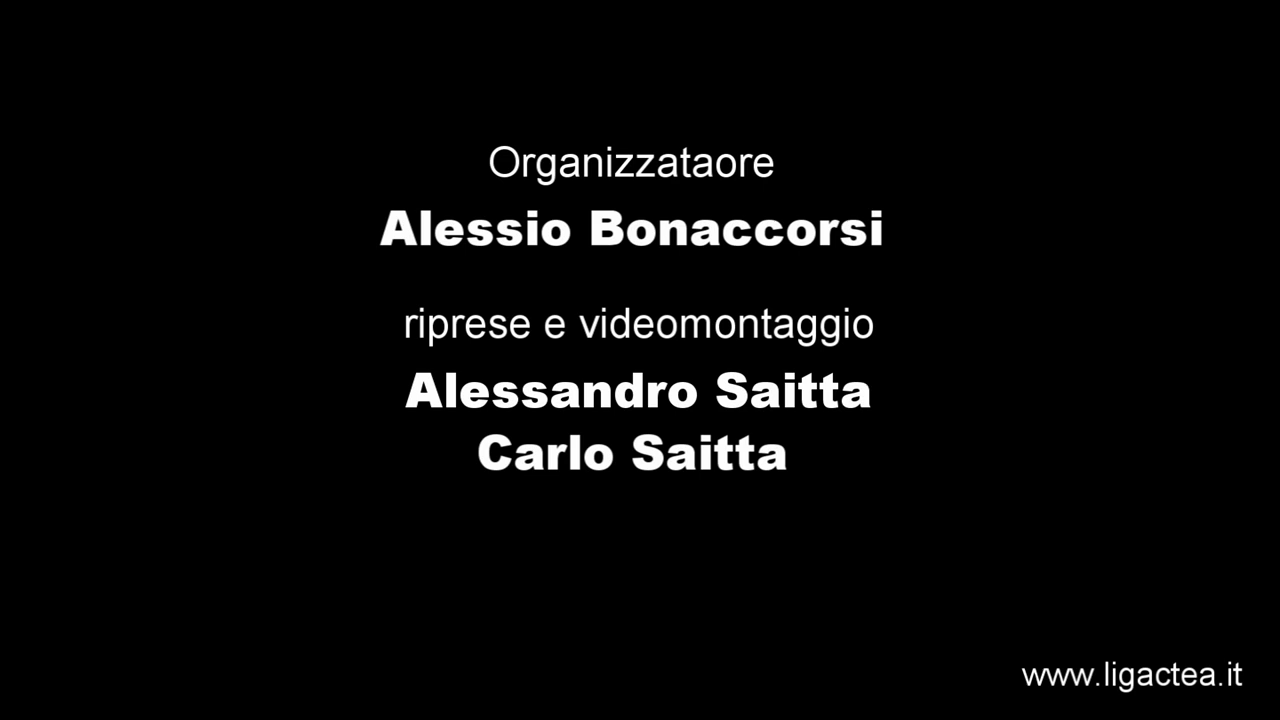 Organizzataore
Alessio Bonaccorsi
riprese e videomontaggio
Alessandro Saitta
Carlo Saitta
www.ligactea.it